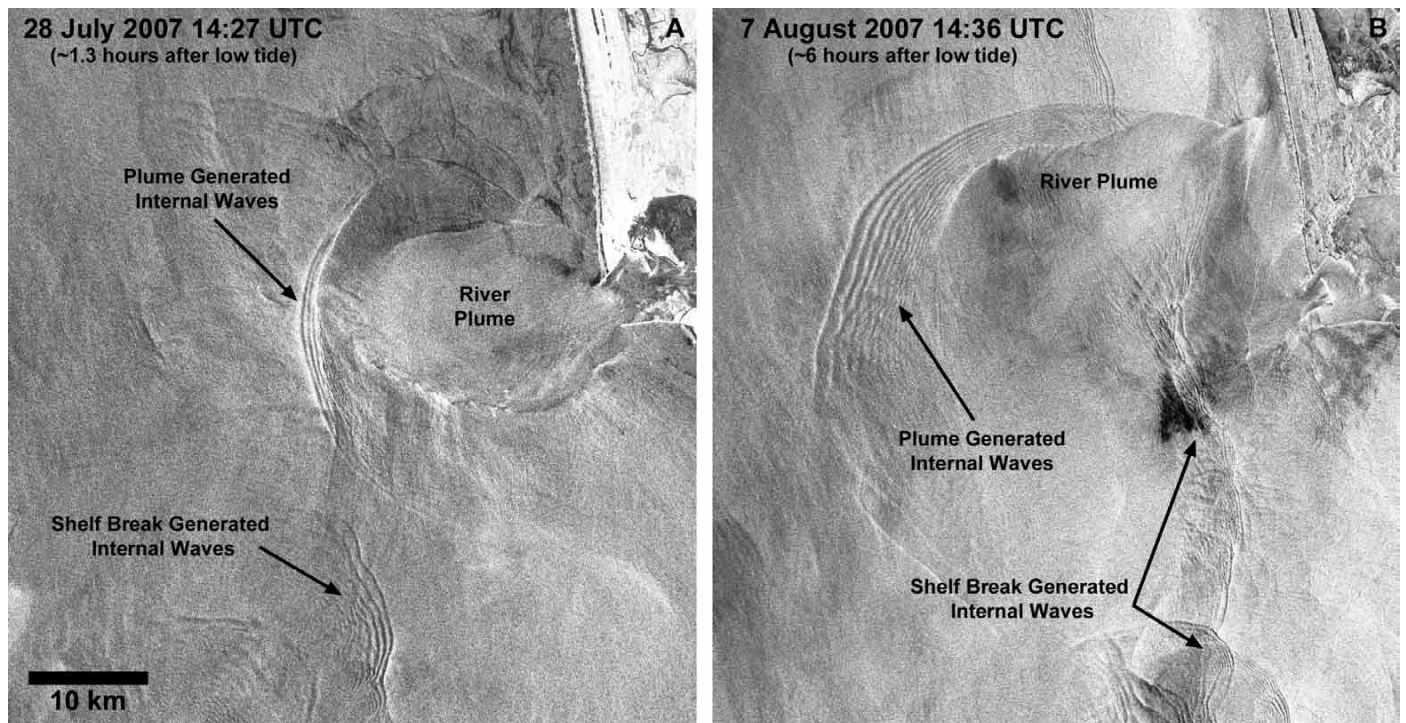 28 July 2007 14:27 UTC
(~1.3 hours after low tide)
A
Plume Generated
Internal Waves
River
Plume
Shelf Break Generated
Internal Waves
10 km
7 August 2007 14:36 UTC
(~6 hours after low tide)
B
River Plume
Plume Generated
Internal Waves
Shelf Break Generated
Internal Waves